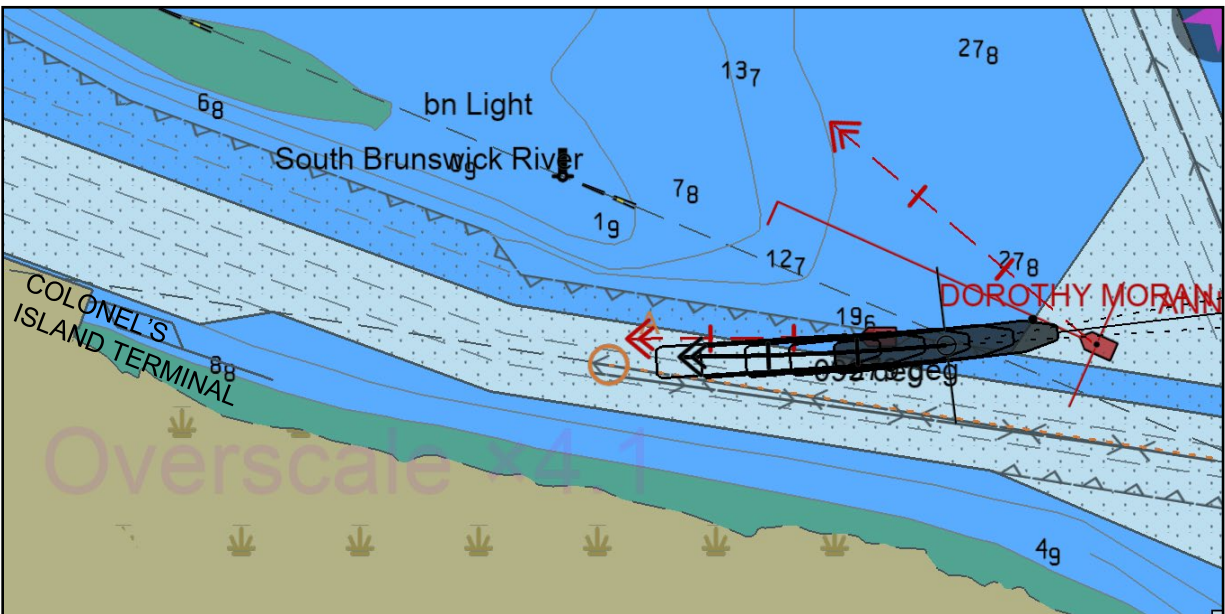 27₈
13₇
6₈
bn Light
South Brunswick River
7₈
1₉
12₇
27₈
DOROTHY MORAN
COLONEL'S
ISLAND TERMINAL
19₆
8₈
Overscale ×4.1
4₉